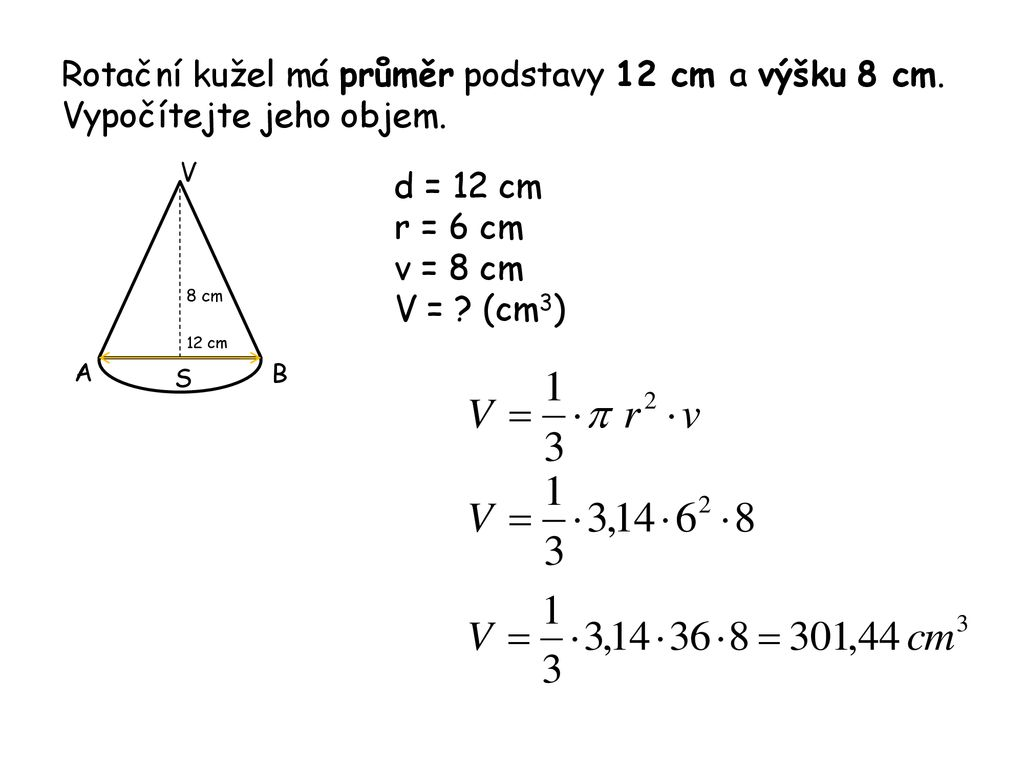 Rotační kužel má průměr podstavy 12 cm a výšku 8 cm.
Vypočítejte jeho objem.
V
8 cm
12 cm
A
S
B
d = 12 cm
r = 6 cm
v = 8 cm
V = ? (cm³)
V = 1/3 · π r² · v
V = 1/3 · 3,14 · 6² · 8
V = 1/3 · 3,14 · 36 · 8 = 301,44 cm³